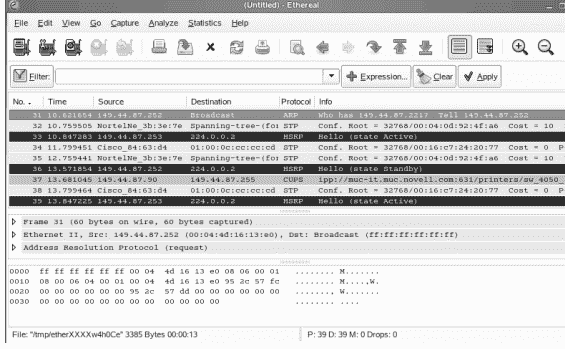 (Untitled) - Ethereal
File Edit View Go Capture Analyze Statistics Help
Filter: Expression... Clear Apply
No. . Time Source Destination Protocol Info
31 10.621654 149.44.87.252 Broadcast ARP Who has 149.44.87.221? Tell 149.44.87.252
32 10.759505 NortelNe_3b:3e:7e Spanning-tree-(for STP Conf. Root = 32768/00:04:0d:92:4f:a6 Cost = 10
33 10.847283 149.44.87.253 224.0.0.2 HSRP Hello (state Active)
34 11.799451 Cisco_84:63:d4 01:00:0c:cc:cc:cd STP Conf. Root = 32768/00:16:c7:24:20:77 Cost = 0 P
35 12.759441 NortelNe_3b:3e:7e Spanning-tree-(for STP Conf. Root = 32768/00:04:0d:92:4f:a6 Cost = 10
36 13.571854 149.44.87.252 224.0.0.2 HSRP Hello (state Standby)
37 13.681045 149.44.87.90 149.44.87.255 CUPS ipp://muc-it.muc.novell.com:631/printers/sw_4050_
38 13.799464 Cisco_84:63:d4 01:00:0c:cc:cc:cd STP Conf. Root = 32768/00:16:c7:24:20:77 Cost = 0 P
39 13.847225 149.44.87.253 224.0.0.2 HSRP Hello (state Active)
Frame 31 (60 bytes on wire, 60 bytes captured)
Ethernet II, Src: 149.44.87.252 (00:04:4d:16:13:e0), Dst: Broadcast (ff:ff:ff:ff:ff:ff)
Address Resolution Protocol (request)
0000 ff ff ff ff ff ff 00 04 4d 16 13 e0 08 06 00 01 ........ M.......
0010 08 00 06 04 00 01 00 04 4d 16 13 e0 95 2c 57 fc ........ M....,W.
0020 00 00 00 00 00 00 95 2c 57 dd 00 00 00 00 00 00 ......., W.......
0030 00 00 00 00 00 00 00 00 00 00 00 00 ........ ....
File: "/tmp/etherXXXXw4h0Ce" 3385 Bytes 00:00:13 P: 39 D: 39 M: 0 Drops: 0